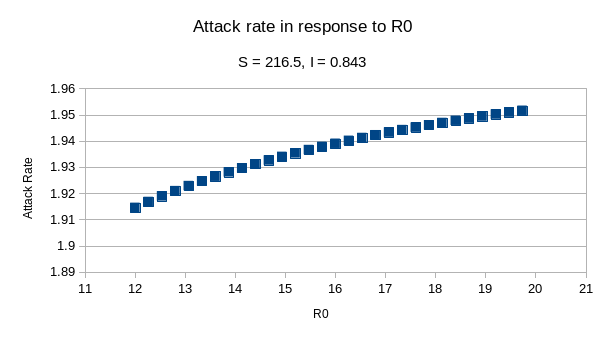 Attack rate in response to R0
S = 216.5, I = 0.843
1.96
1.95
1.94
1.93
1.92
1.91
1.9
1.89
Attack Rate
11 12 13 14 15 16 17 18 19 20 21
R0